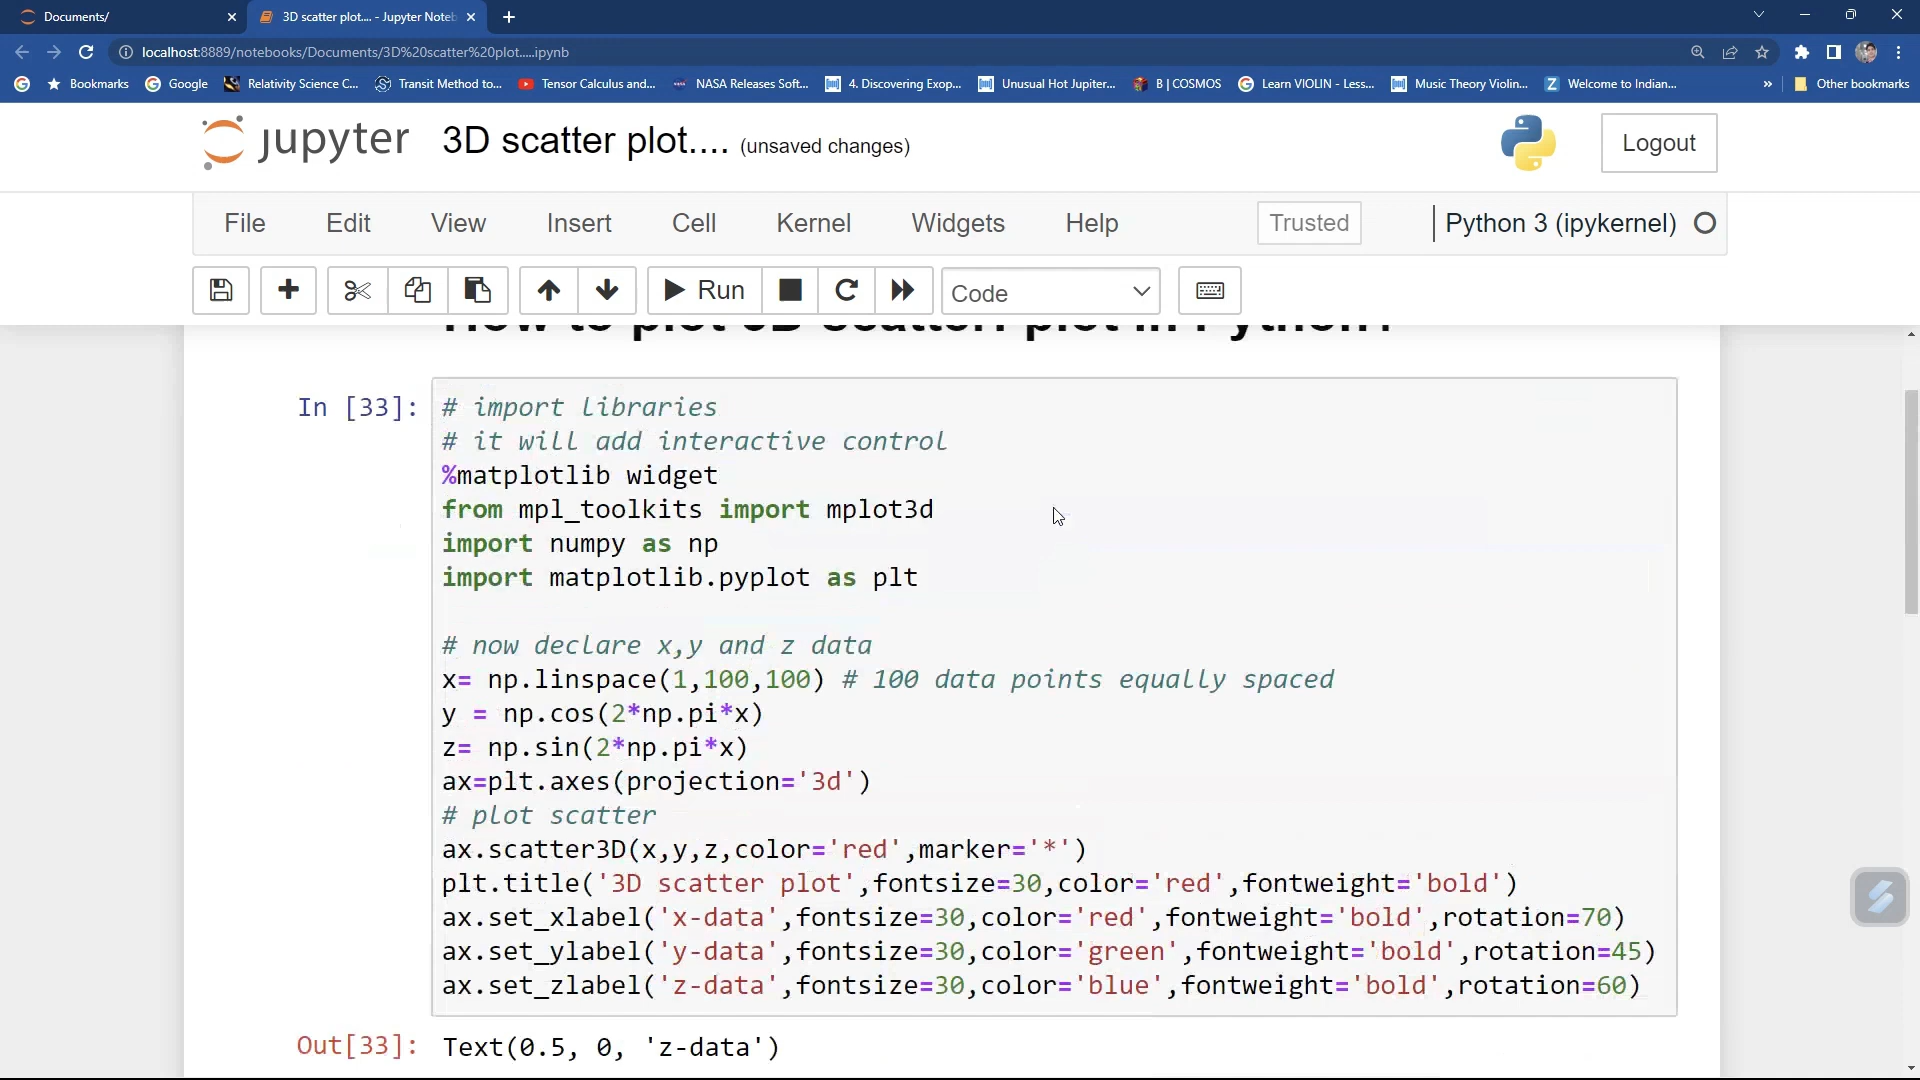 Documents/
3D scatter plot.... - Jupyter Noteb
localhost:8889/notebooks/Documents/3D%20scatter%20plot.....ipynb
Bookmarks
Google
Relativity Science C...
Transit Method to...
Tensor Calculus and...
NASA Releases Soft...
4. Discovering Exop...
Unusual Hot Jupiter...
B | COSMOS
Learn VIOLIN - Less...
Music Theory Violin...
Welcome to Indian...
»
Other bookmarks
jupyter 3D scatter plot.... (unsaved changes)
Logout
File Edit View Insert Cell Kernel Widgets Help
Trusted
Python 3 (ipykernel)
Run
Code
How to plot 3D scatter plot in Python?
In [33]:
# import libraries
# it will add interactive control
%matplotlib widget
from mpl_toolkits import mplot3d
import numpy as np
import matplotlib.pyplot as plt
# now declare x,y and z data
x= np.linspace(1,100,100) # 100 data points equally spaced
y = np.cos(2*np.pi*x)
z= np.sin(2*np.pi*x)
ax=plt.axes(projection='3d')
# plot scatter
ax.scatter3D(x,y,z,color='red',marker='*')
plt.title('3D scatter plot',fontsize=30,color='red',fontweight='bold')
ax.set_xlabel('x-data',fontsize=30,color='red',fontweight='bold',rotation=70)
ax.set_ylabel('y-data',fontsize=30,color='green',fontweight='bold',rotation=45)
ax.set_zlabel('z-data',fontsize=30,color='blue',fontweight='bold',rotation=60)
Out[33]: Text(0.5, 0, 'z-data')